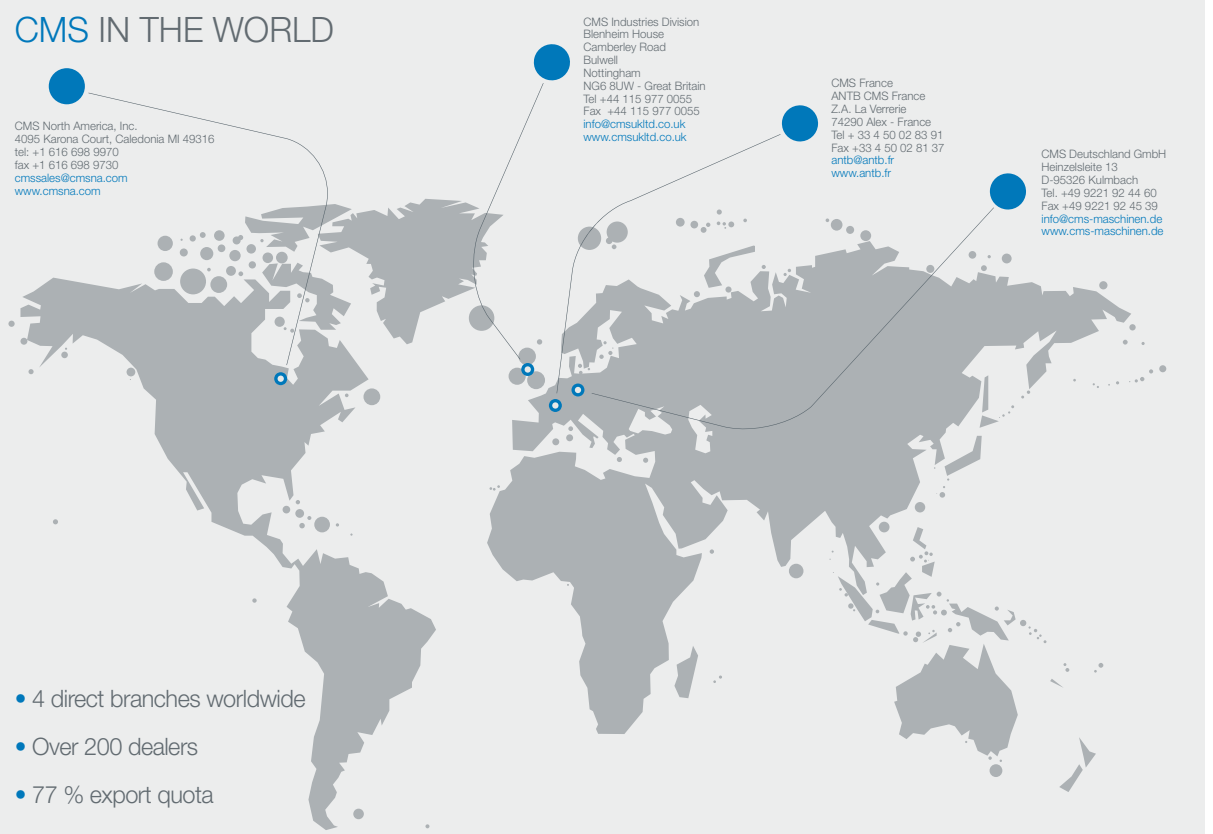 CMS IN THE WORLD
CMS North America, Inc.
4095 Karona Court, Caledonia MI 49316
tel: +1 616 698 9970
fax +1 616 698 9730
cmssales@cmsna.com
www.cmsna.com
CMS Industries Division
Blenheim House
Camberley Road
Bulwell
Nottingham
NG6 8UW - Great Britain
Tel +44 115 977 0055
Fax +44 115 977 0055
info@cmsukltd.co.uk
www.cmsukltd.co.uk
CMS France
ANTB CMS France
Z.A. La Verrerie
74290 Alex - France
Tel + 33 4 50 02 83 91
Fax +33 4 50 02 81 37
antb@antb.fr
www.antb.fr
CMS Deutschland GmbH
Heinzelsleite 13
D-95326 Kulmbach
Tel. +49 9221 92 44 60
Fax +49 9221 92 45 39
info@cms-maschinen.de
www.cms-maschinen.de
• 4 direct branches worldwide
• Over 200 dealers
• 77 % export quota